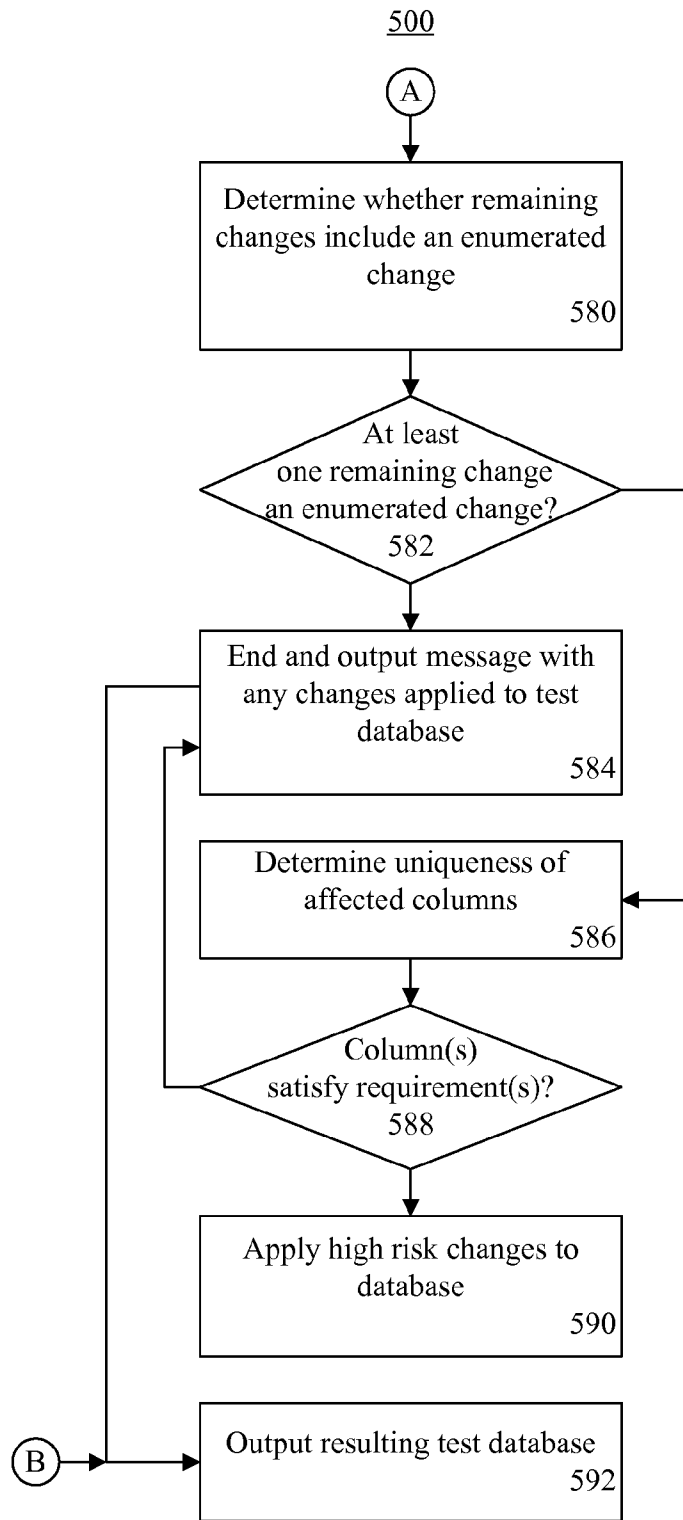 500
A
Determine whether remaining
changes include an enumerated
change
580
At least
one remaining change
an enumerated change?
582
End and output message with
any changes applied to test
database
584
Determine uniqueness of
affected columns
586
Column(s)
satisfy requirement(s)?
588
Apply high risk changes to
database
590
B
Output resulting test database
592